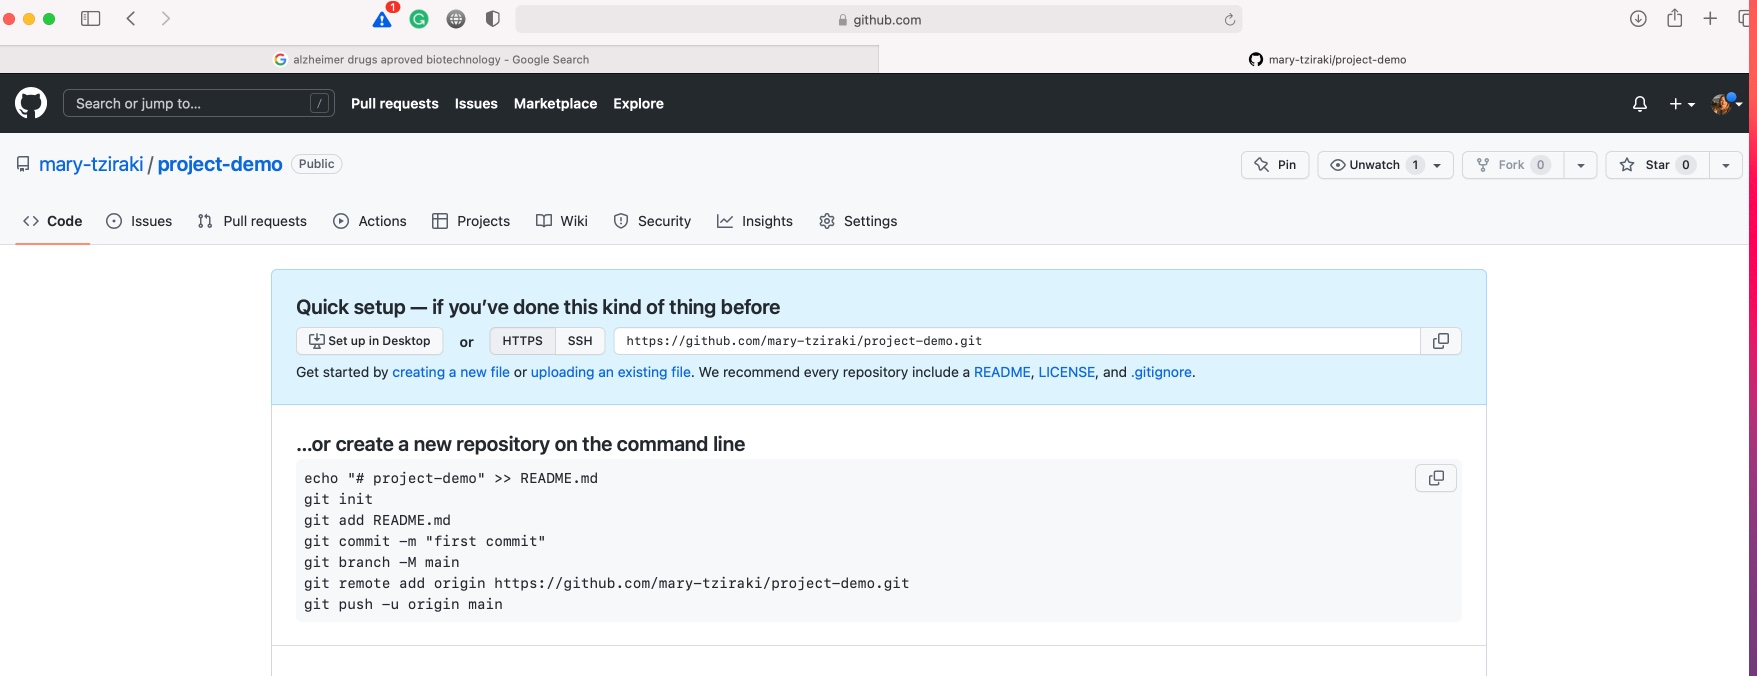 1
github.com
alzheimer drugs aproved biotechnology - Google Search
mary-tziraki/project-demo
Search or jump to... /
Pull requests Issues Marketplace Explore
mary-tziraki / project-demo Public
Pin Unwatch 1 Fork 0 Star 0
Code Issues Pull requests Actions Projects Wiki Security Insights Settings
Quick setup — if you’ve done this kind of thing before
Set up in Desktop or HTTPS SSH https://github.com/mary-tziraki/project-demo.git
Get started by creating a new file or uploading an existing file. We recommend every repository include a README, LICENSE, and .gitignore.
…or create a new repository on the command line
echo "# project-demo" >> README.md
git init
git add README.md
git commit -m "first commit"
git branch -M main
git remote add origin https://github.com/mary-tziraki/project-demo.git
git push -u origin main